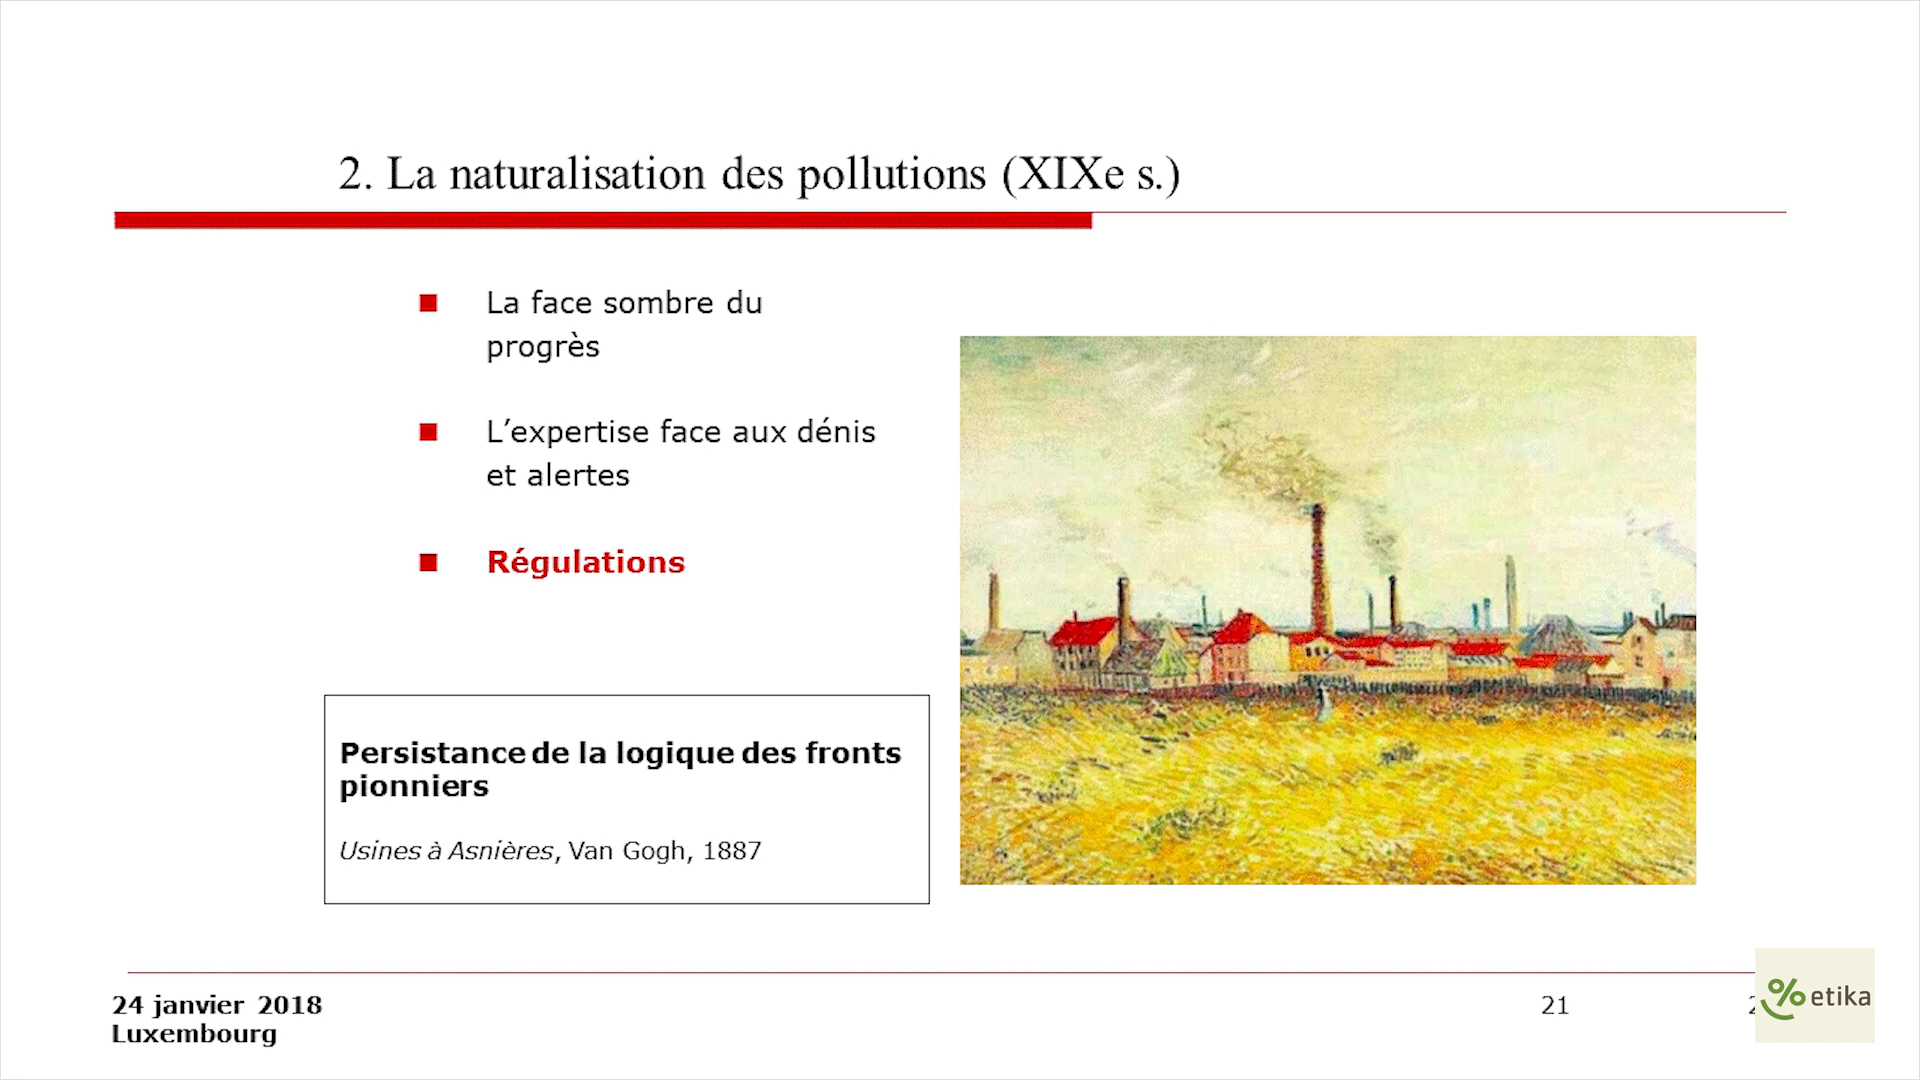 2. La naturalisation des pollutions (XIXe s.)
La face sombre du
progrès
L’expertise face aux dénis
et alertes
Régulations
Persistance de la logique des fronts
pionniers
Usines à Asnières, Van Gogh, 1887
24 janvier 2018
Luxembourg
21
% etika